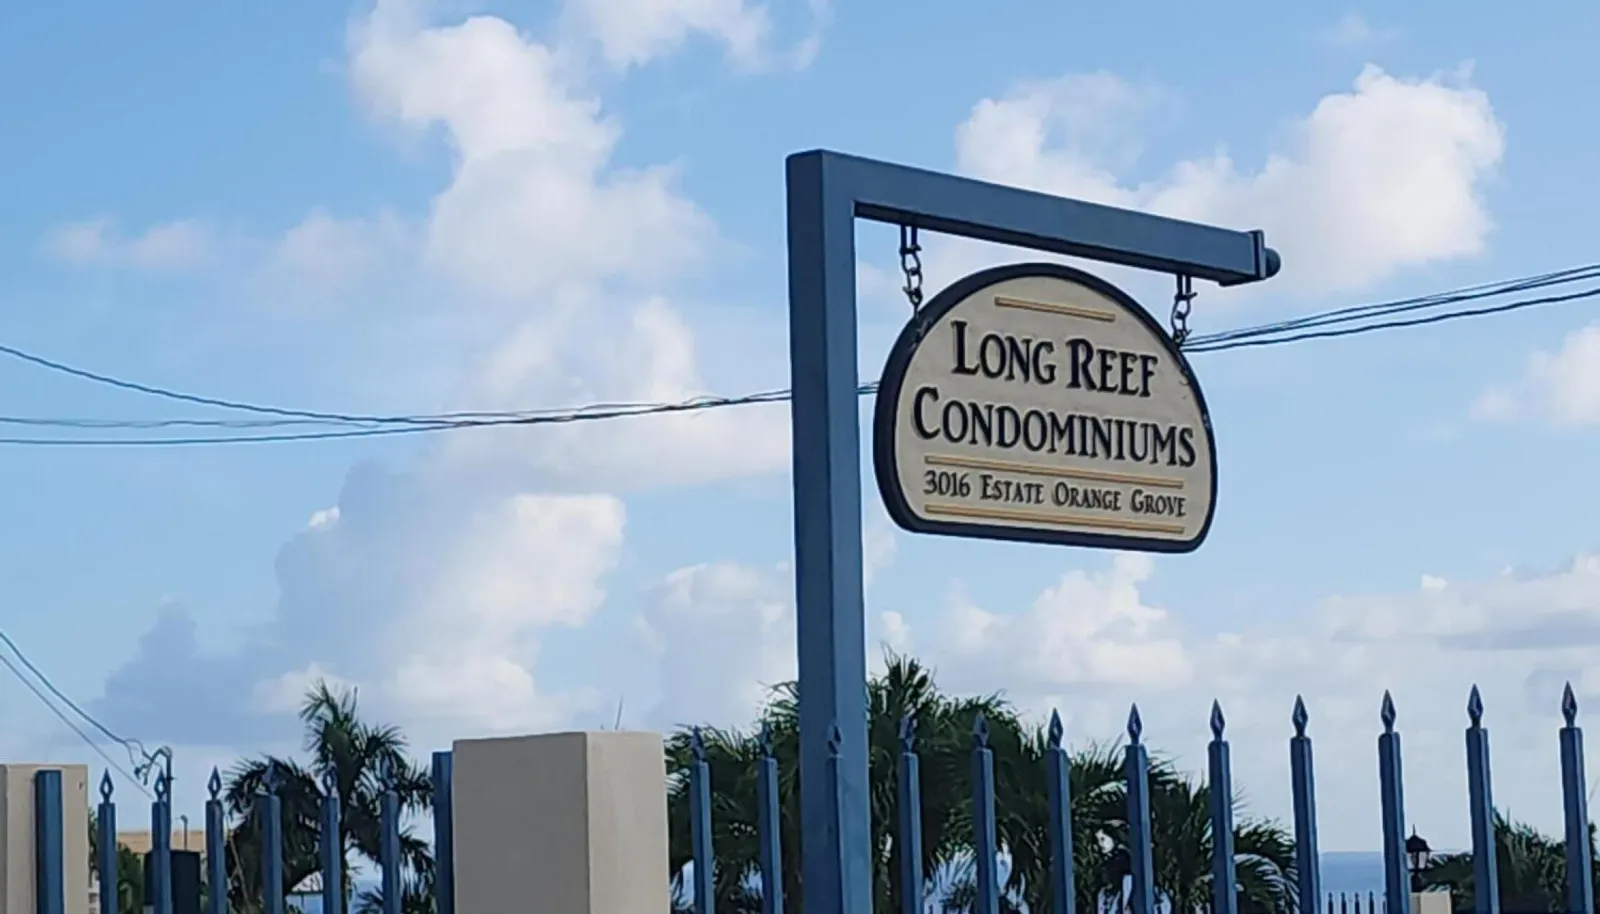 Long Reef
Condominiums
3016 Estate Orange Grove